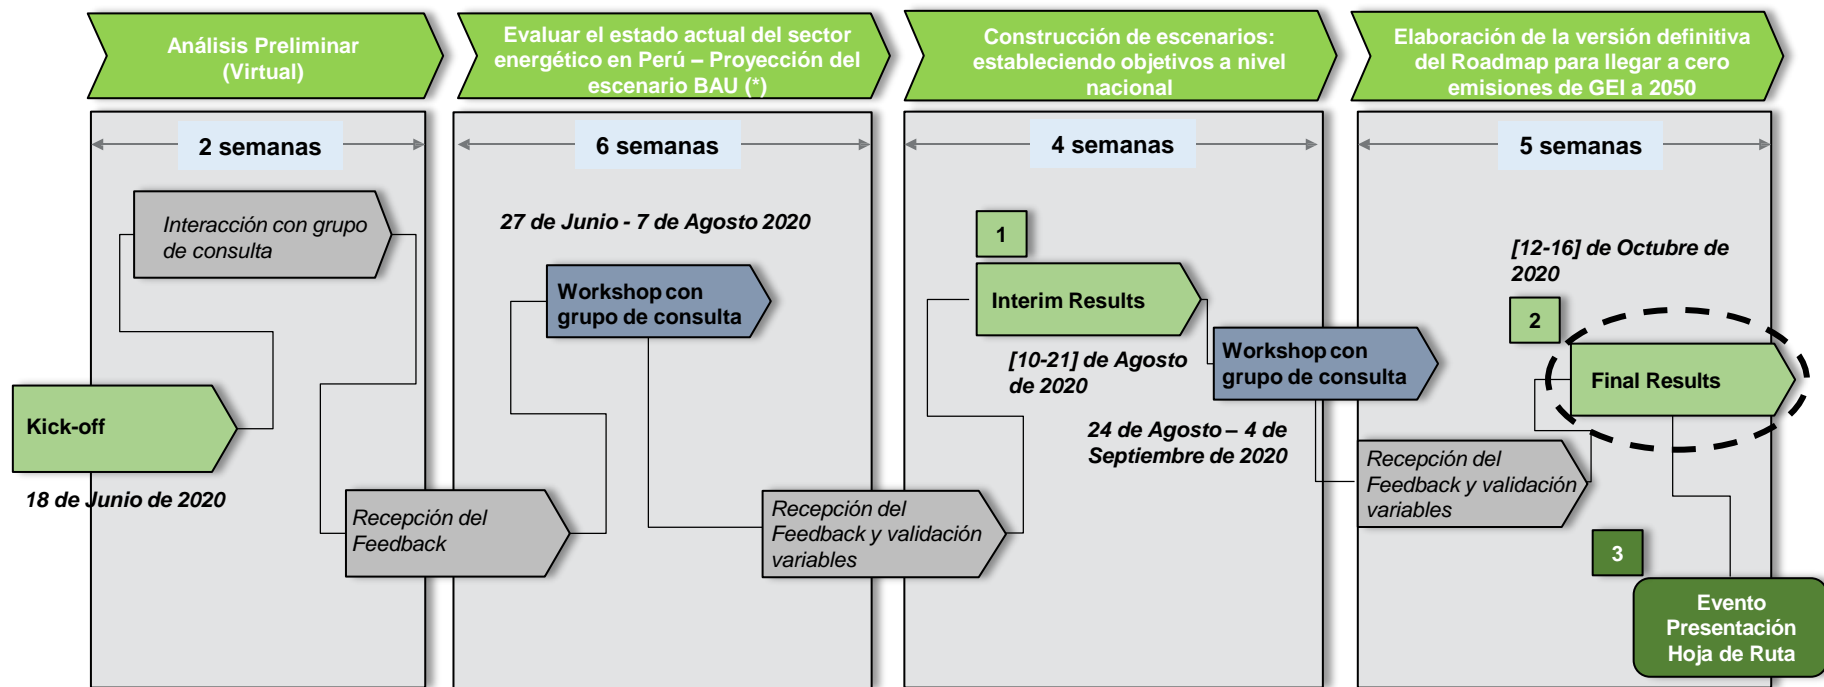 Análisis Preliminar
(Virtual)
Evaluar el estado actual del sector
energético en Perú – Proyección del
escenario BAU (*)
Construcción de escenarios:
estableciendo objetivos a nivel
nacional
Elaboración de la versión definitiva
del Roadmap para llegar a cero
emisiones de GEI a 2050
2 semanas
6 semanas
4 semanas
5 semanas
Interacción con grupo
de consulta
Kick-off
18 de Junio de 2020
Recepción del
Feedback
27 de Junio - 7 de Agosto 2020
Workshop con
grupo de consulta
Recepción del
Feedback y validación
variables
1
Interim Results
[10-21] de Agosto
de 2020
Workshop con
grupo de consulta
24 de Agosto – 4 de
Septiembre de 2020
Recepción del
Feedback y validación
variables
[12-16] de Octubre de
2020
2
Final Results
3
Evento
Presentación
Hoja de Ruta